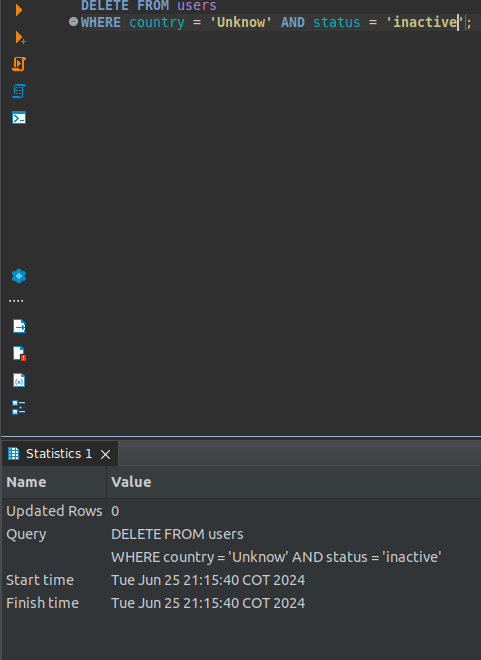 DELETE FROM users
WHERE country = 'Unknow' AND status = 'inactive';
Statistics 1
Name Value
Updated Rows 0
Query DELETE FROM users
WHERE country = 'Unknow' AND status = 'inactive'
Start time Tue Jun 25 21:15:40 COT 2024
Finish time Tue Jun 25 21:15:40 COT 2024